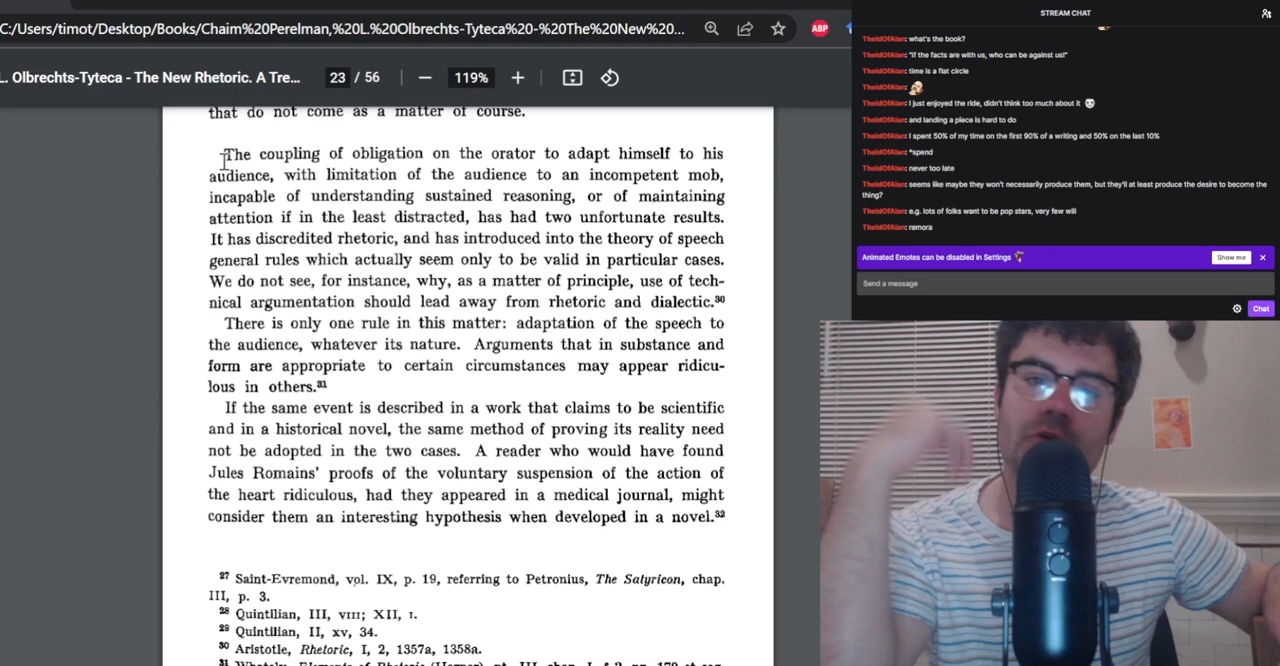 C:/Users/timot/Desktop/Books/Chaim%20Perelman,%20L.%20Olbrechts-Tyteca%20-%20The%20New%20...
ABP
L. Olbrechts-Tyteca - The New Rhetoric. A Tre...
23 / 56
119%
that do not come as a matter of course.
The coupling of obligation on the orator to adapt himself to his
audience, with limitation of the audience to an incompetent mob,
incapable of understanding sustained reasoning, or of maintaining
attention if in the least distracted, has had two unfortunate results.
It has discredited rhetoric, and has introduced into the theory of speech
general rules which actually seem only to be valid in particular cases.
We do not see, for instance, why, as a matter of principle, use of tech-
nical argumentation should lead away from rhetoric and dialectic.30
There is only one rule in this matter: adaptation of the speech to
the audience, whatever its nature. Arguments that in substance and
form are appropriate to certain circumstances may appear ridicu-
lous in others.31
If the same event is described in a work that claims to be scientific
and in a historical novel, the same method of proving its reality need
not be adopted in the two cases. A reader who would have found
Jules Romains' proofs of the voluntary suspension of the action of
the heart ridiculous, had they appeared in a medical journal, might
consider them an interesting hypothesis when developed in a novel.32
27 Saint-Evremond, vol. IX, p. 19, referring to Petronius, The Satyricon, chap.
III, p. 3.
28 Quintilian, III, VIII; XII, I.
29 Quintilian, II, xv, 34.
30 Aristotle, Rhetoric, I, 2, 1357a, 1358a.
STREAM CHAT
TheIdOfAlan: what's the book?
TheIdOfAlan: "if the facts are with us, who can be against us!"
TheIdOfAlan: time is a flat circle
TheIdOfAlan:
TheIdOfAlan: I just enjoyed the ride, didn't think too much about it
TheIdOfAlan: and landing a piece is hard to do
TheIdOfAlan: I spent 50% of my time on the first 90% of a writing and 50% on the last 10%
TheIdOfAlan: *spend
TheIdOfAlan: never too late
TheIdOfAlan: seems like maybe they won't necessarily produce them, but they'll at least produce the desire to become the
thing?
TheIdOfAlan: e.g. lots of folks want to be pop stars, very few will
TheIdOfAlan: remora
Animated Emotes can be disabled in Settings
Show me
Send a message
Chat